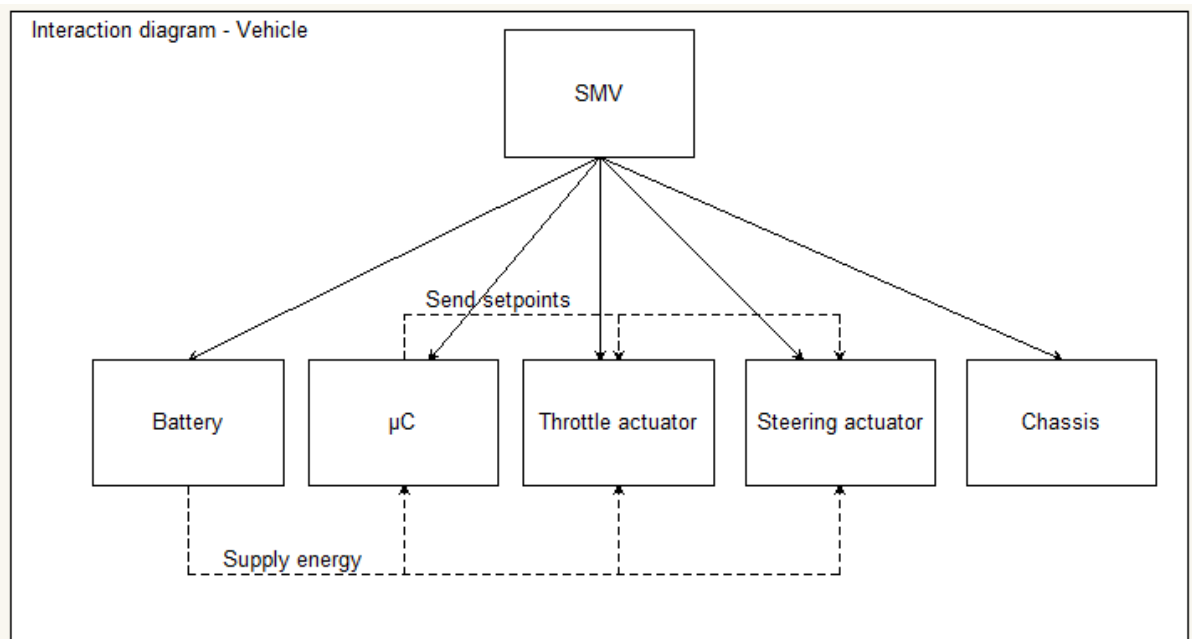 Interaction diagram - Vehicle
SMV
Send setpoints
Battery
µC
Throttle actuator
Steering actuator
Chassis
Supply energy